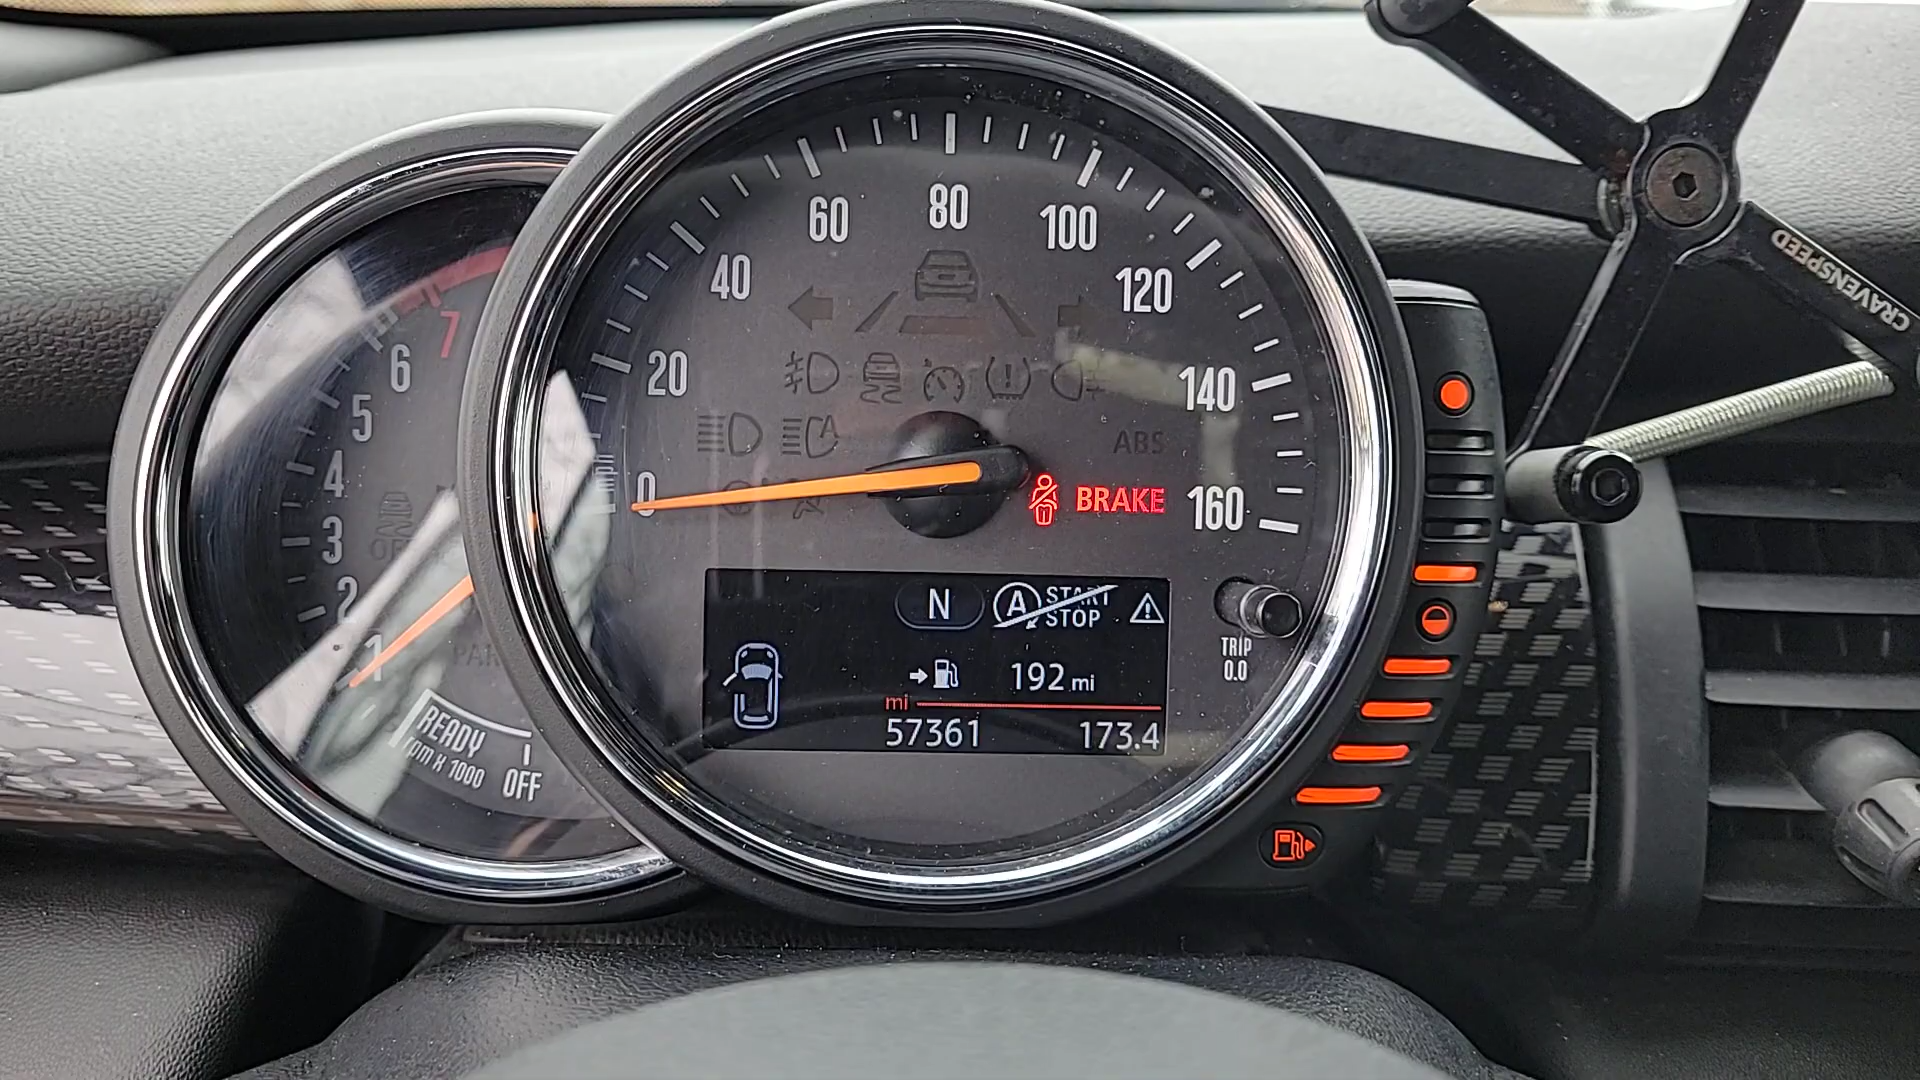 60
80
100
40
120
20
140
mph
0
ABS
BRAKE
160
7
6
5
4
3
2
1
READY
rpm X 1000
OFF
N
A
START
STOP
192 mi
mi
57361
173.4
TRIP
0.0
CRAVENSPEED